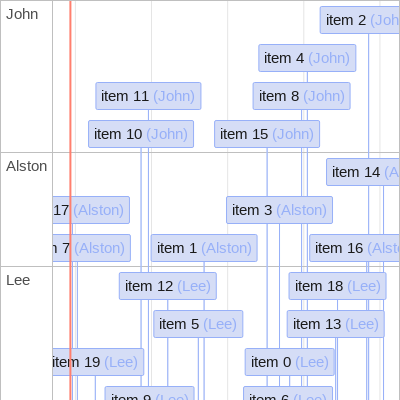 John
item 2 (Joh
item 4 (John)
item 11 (John)
item 8 (John)
item 10 (John)
item 15 (John)
Alston
item 14 (A
17 (Alston)
item 3 (Alston)
7 (Alston)
item 1 (Alston)
item 16 (Alst
Lee
item 12 (Lee)
item 18 (Lee)
item 5 (Lee)
item 13 (Lee)
item 19 (Lee)
item 0 (Lee)
item 9 (Lee)
item 6 (Lee)